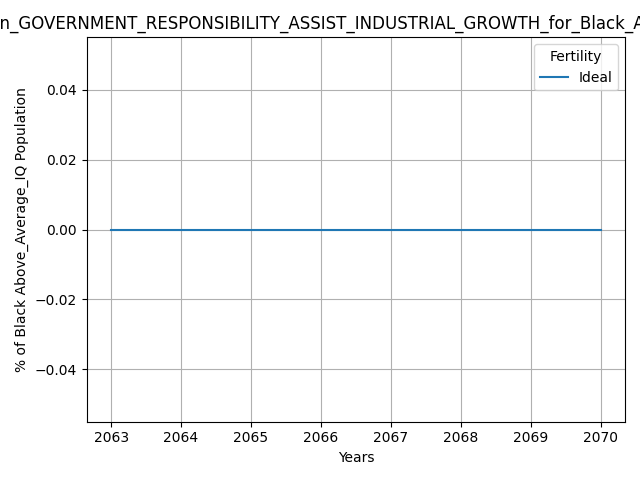 n_GOVERNMENT_RESPONSIBILITY_ASSIST_INDUSTRIAL_GROWTH_for_Black_A
Fertility
Ideal
% of Black Above_Average_IQ Population
0.04
0.02
0.00
−0.02
−0.04
2063 2064 2065 2066 2067 2068 2069 2070
Years